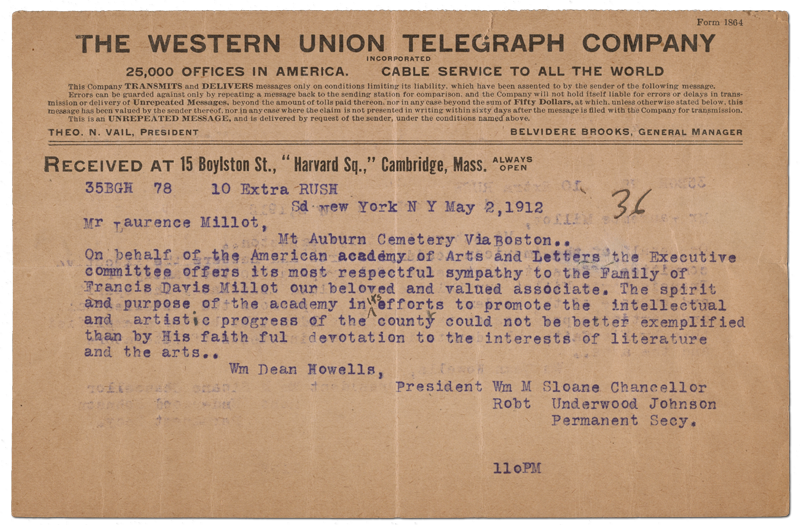 Form 1864
THE WESTERN UNION TELEGRAPH COMPANY
INCORPORATED
25,000 OFFICES IN AMERICA. CABLE SERVICE TO ALL THE WORLD
This Company TRANSMITS and DELIVERS messages only on conditions limiting its liability, which have been assented to by the sender of the following message.
Errors can be guarded against only by repeating a message back to the sending station for comparison, and the Company will not hold itself liable for errors or delays in trans-
mission or delivery of Unrepeated Messages, beyond the amount of tolls paid thereon, nor in any case beyond the sum of Fifty Dollars, at which, unless otherwise stated below, this
message has been valued by the sender thereof, nor in any case where the claim is not presented in writing within sixty days after the message is filed with the Company for transmission.
This is an UNREPEATED MESSAGE, and is delivered by request of the sender, under the conditions named above.
THEO. N. VAIL, PRESIDENT BELVIDERE BROOKS, GENERAL MANAGER
RECEIVED AT 15 Boylston St., "Harvard Sq.," Cambridge, Mass. ALWAYS OPEN
35BGH 78 10 Extra RUSH
36
Sd New York N Y May 2,1912
Mr Laurence Millot,
Mt Auburn Cemetery ViaBoston..
On behalf of the American academy of Arts and Letters the Executive
committee offers its most respectful sympathy to the Family of
Francis Davis Millot our beloved and valued associate. The spirit
and purpose of the academy in its efforts to promote the intellectual
and artistic progress of the county could not be better exemplified
than by His faith ful devotation to the interests of literature
and the arts..
Wm Dean Howells,
President Wm M Sloane Chancellor
Robt Underwood Johnson
Permanent Secy.
11oPM